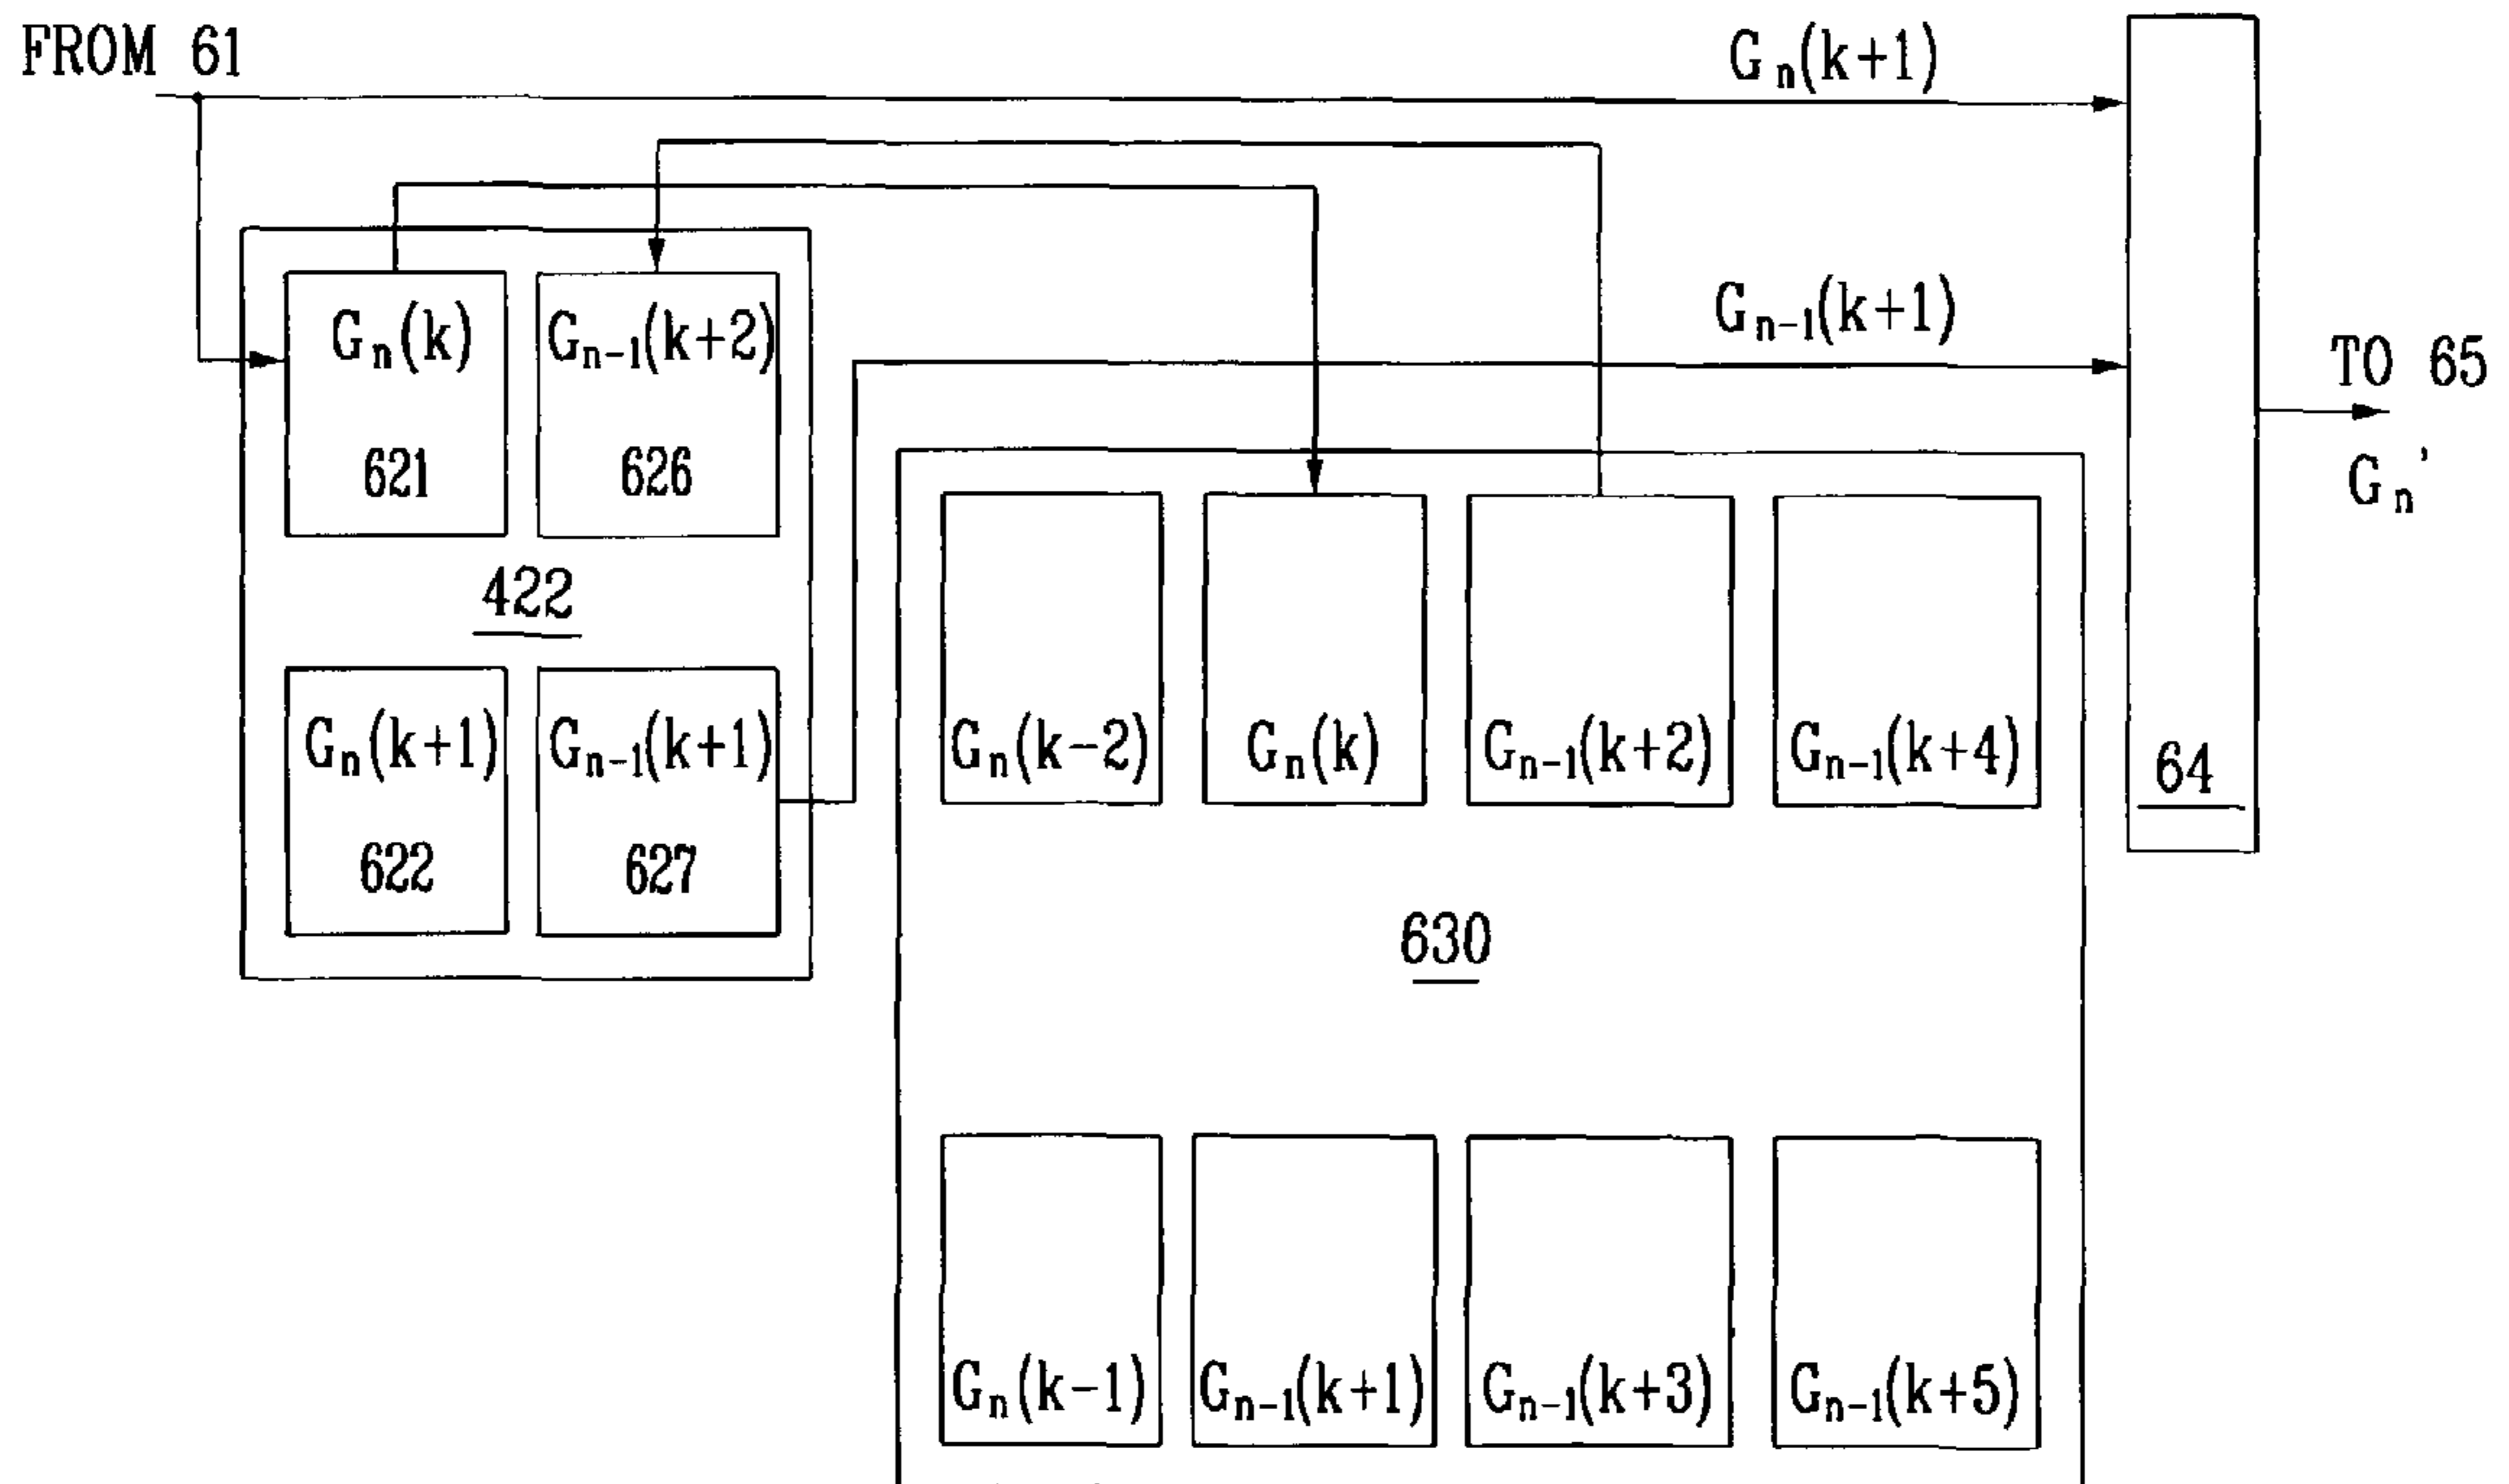 FROM 61
Gₙ(k+1)
Gₙ₋₁(k+1)
TO 65
Gₙ'
Gₙ(k)
621
Gₙ₋₁(k+2)
626
422
Gₙ(k+1)
622
Gₙ₋₁(k+1)
627
Gₙ(k-2)
Gₙ(k)
Gₙ₋₁(k+2)
Gₙ₋₁(k+4)
64
630
Gₙ(k-1)
Gₙ₋₁(k+1)
Gₙ₋₁(k+3)
Gₙ₋₁(k+5)